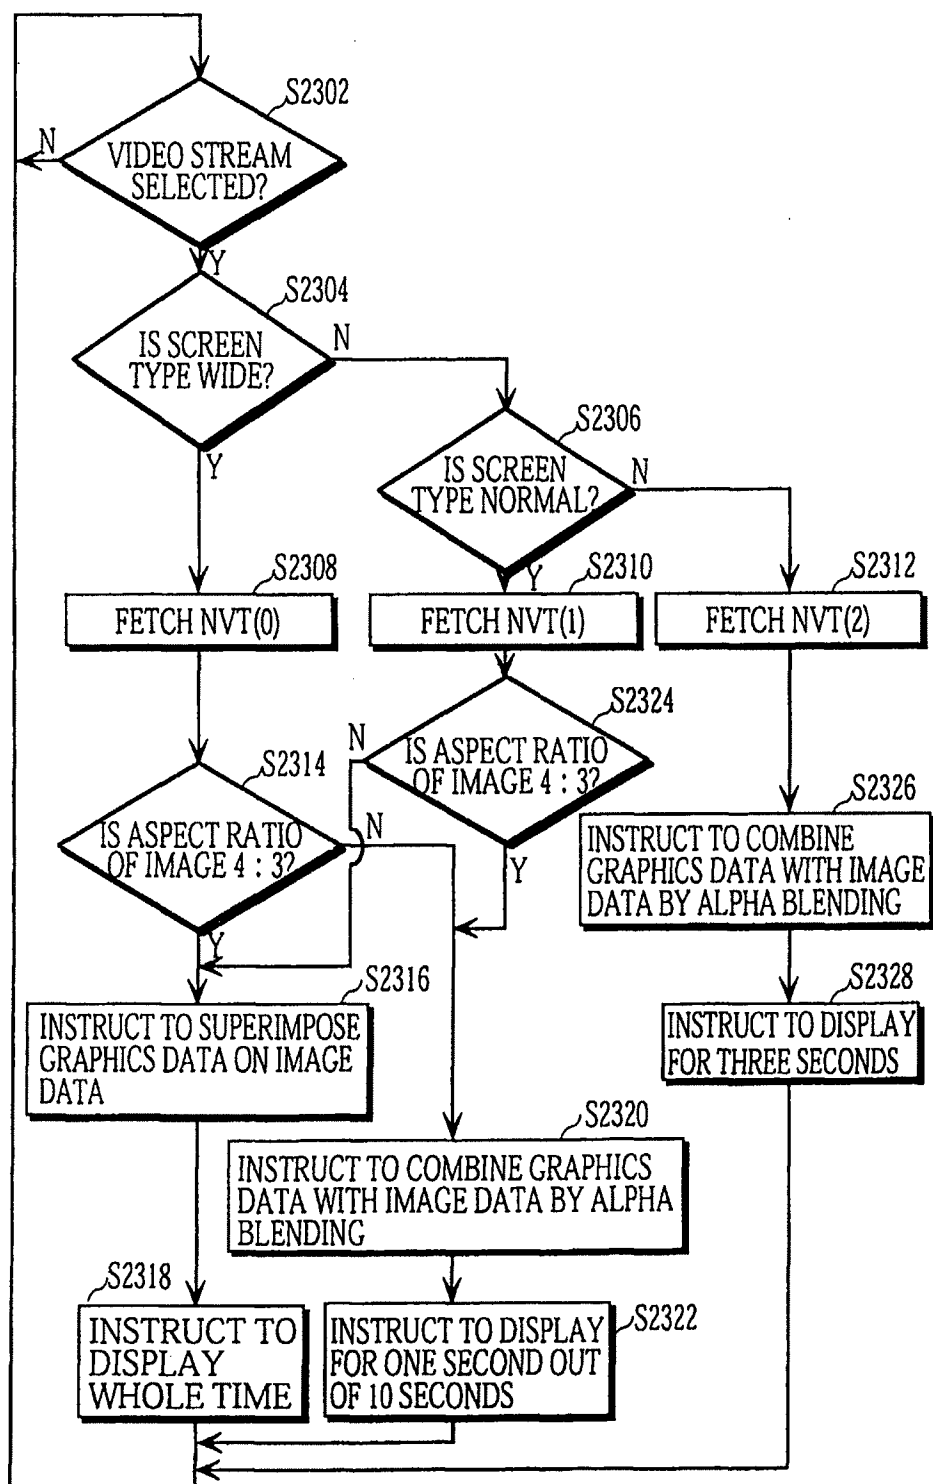 S2302
N
VIDEO STREAM
SELECTED?
Y
S2304
N
IS SCREEN
TYPE WIDE?
Y
S2306
N
IS SCREEN
TYPE NORMAL?
Y
S2308
FETCH NVT(0)
S2310
FETCH NVT(1)
S2312
FETCH NVT(2)
S2324
N
IS ASPECT RATIO
OF IMAGE 4 : 3?
Y
S2314
N
IS ASPECT RATIO
OF IMAGE 4 : 3?
Y
S2326
INSTRUCT TO COMBINE
GRAPHICS DATA WITH IMAGE
DATA BY ALPHA BLENDING
S2316
INSTRUCT TO SUPERIMPOSE
GRAPHICS DATA ON IMAGE
DATA
S2328
INSTRUCT TO DISPLAY
FOR THREE SECONDS
S2320
INSTRUCT TO COMBINE GRAPHICS
DATA WITH IMAGE DATA BY ALPHA
BLENDING
S2318
INSTRUCT TO
DISPLAY
WHOLE TIME
S2322
INSTRUCT TO DISPLAY
FOR ONE SECOND OUT
OF 10 SECONDS